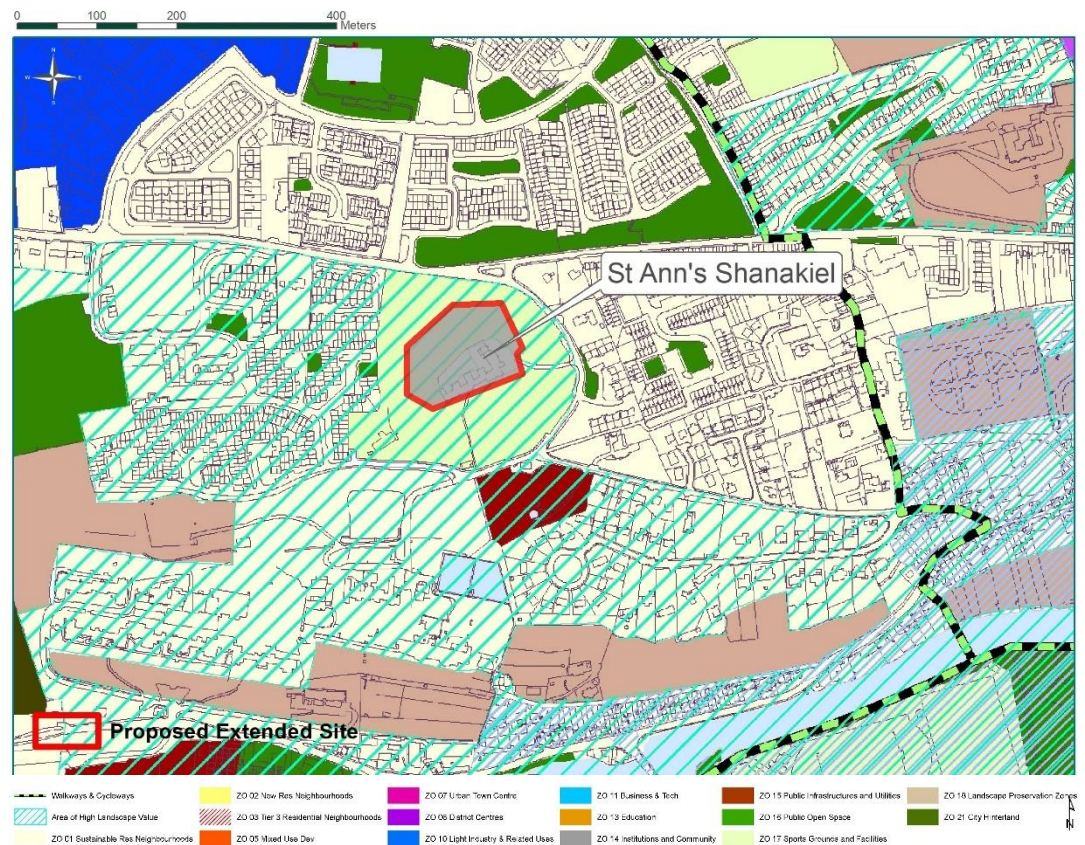 0 100 200 400
Meters
N
W E
S
St Ann's Shanakiel
Proposed Extended Site
Walkways & Cycleways
ZO 02 New Res Neighbourhoods
ZO 07 Urban Town Centre
ZO 11 Business & Tech
ZO 15 Public Infrastructures and Utilities
ZO 18 Landscape Preservation Zones
Area of High Landscape Value
ZO 03 Tier 3 Residential Neighbourhoods
ZO 08 District Centres
ZO 13 Education
ZO 16 Public Open Space
ZO 21 City Hinterland
ZO 01 Sustainable Res Neighbourhoods
ZO 05 Mixed Use Dev
ZO 10 Light Industry & Related Uses
ZO 14 Institutions and Community
ZO 17 Sports Grounds and Facilities
N